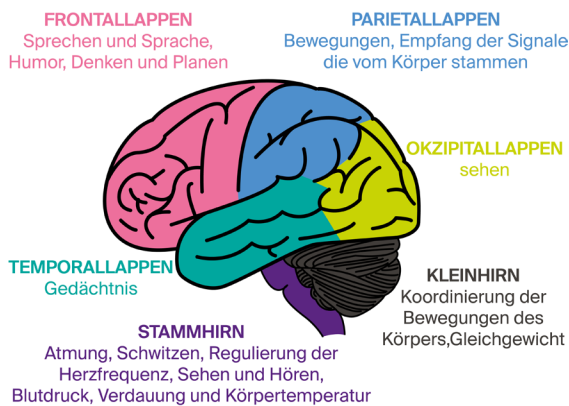 FRONTALLAPPEN
Sprechen und Sprache,
Humor, Denken und Planen
PARIETALLAPPEN
Bewegungen, Empfang der Signale
die vom Körper stammen
OKZIPITALLAPPEN
sehen
TEMPORALLAPPEN
Gedächtnis
KLEINHIRN
Koordinierung der
Bewegungen des
Körpers,Gleichgewicht
STAMMHIRN
Atmung, Schwitzen, Regulierung der
Herzfrequenz, Sehen und Hören,
Blutdruck, Verdauung und Körpertemperatur